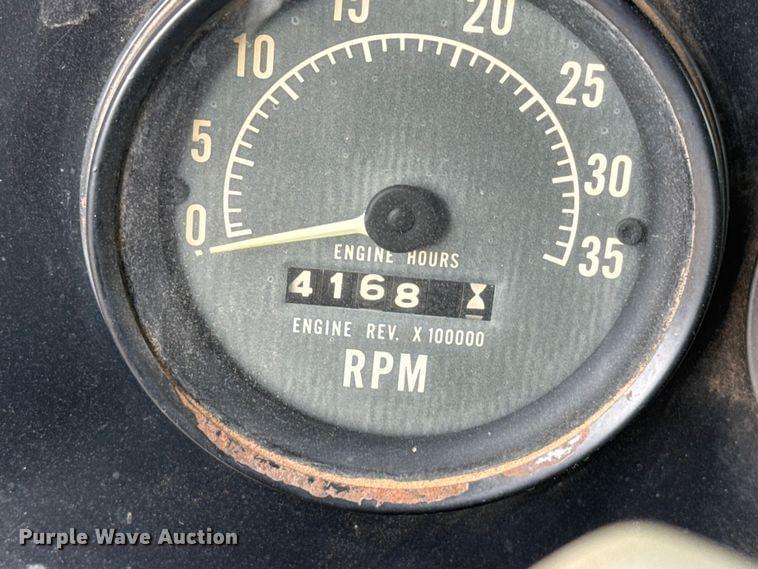 0
5
10
15
20
25
30
35
ENGINE HOURS
4168
ENGINE REV. X 100000
RPM
Purple Wave Auction